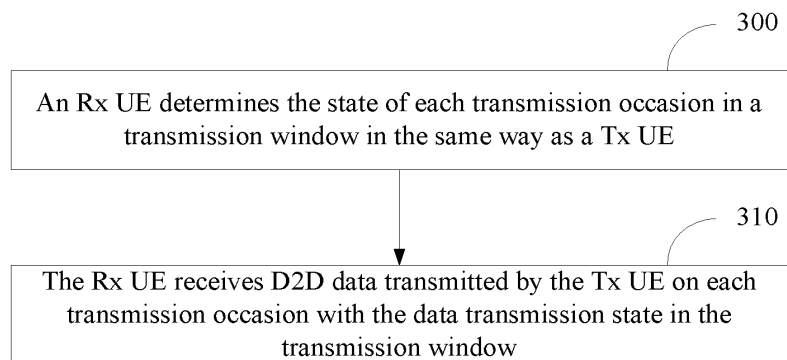 300
An Rx UE determines the state of each transmission occasion in a
transmission window in the same way as a Tx UE
310
The Rx UE receives D2D data transmitted by the Tx UE on each
transmission occasion with the data transmission state in the
transmission window